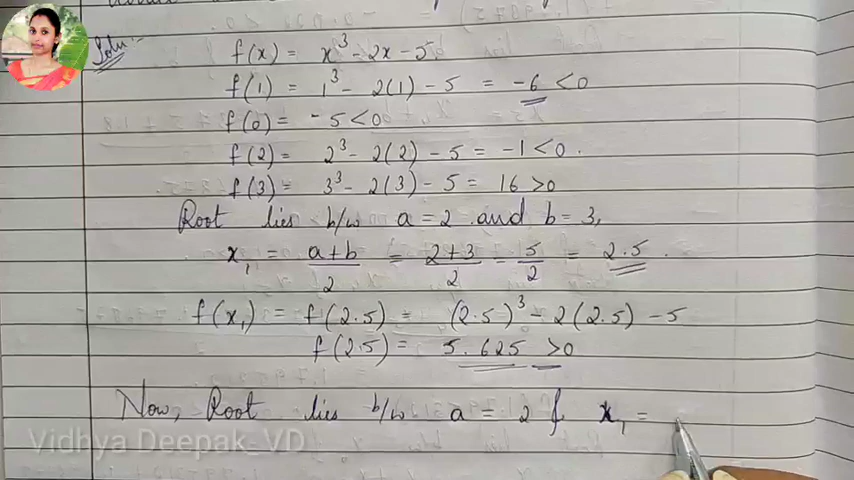 Soln:-
f(x) = x³ - 2x - 5
f(1) = 1³ - 2(1) - 5 = -6 < 0
f(0) = -5 < 0
f(2) = 2³ - 2(2) - 5 = -1 < 0.
f(3) = 3³ - 2(3) - 5 = 16 > 0
Root lies b/w a = 2 and b = 3,
x₁ = a+b/2 = 2+3/2 = 5/2 = 2.5.
f(x₁) = f(2.5) = (2.5)³ - 2(2.5) - 5
f(2.5) = 5.625 > 0
Now, Root lies b/w a = 2 & x₁ =
Vidhya Deepak_VD